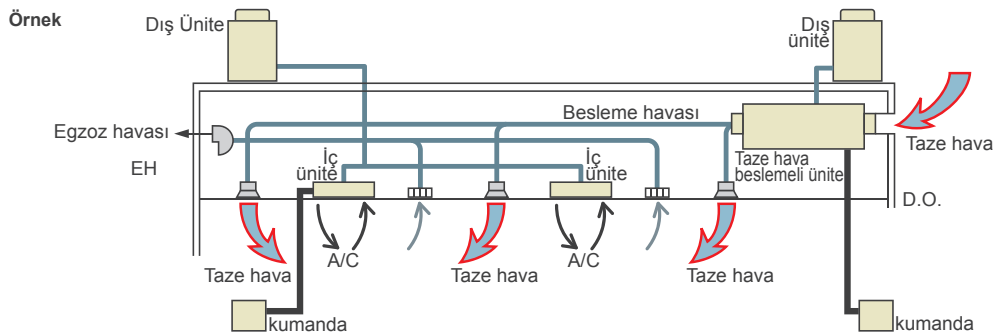 Örnek
Dış Ünite
Dış
ünite
Besleme havası
Egzoz havası
Taze hava
EH
İç
ünite
İç
ünite
Taze hava
beslemeli ünite
D.O.
A/C
A/C
Taze hava
Taze hava
Taze hava
kumanda
kumanda